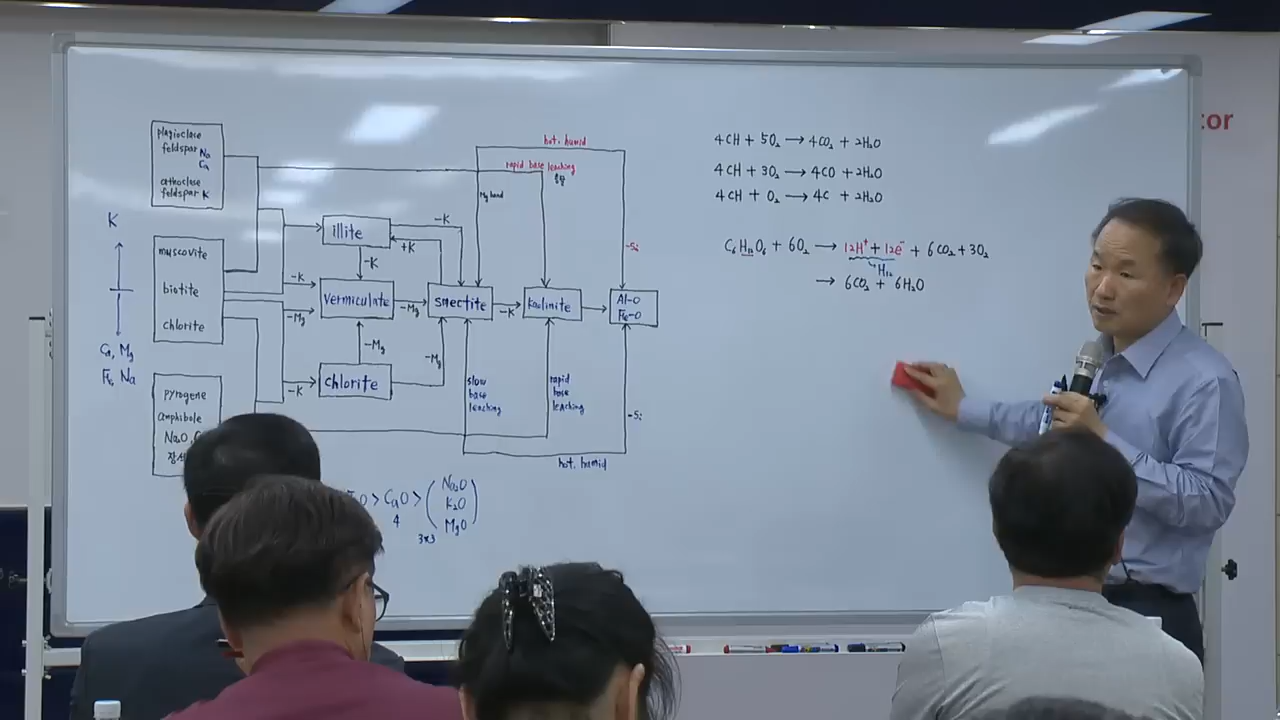 plagioclase
feldspar Na
Ca
orthoclase
feldspar K
K
muscovite
biotite
chlorite
Ca, Mg
Fe, Na
pyrogene
amphibole
Na₂O, C
illite
vermiculate
chlorite
smectite
kaolinite
Al-O
Fe-O
-K
+K
-K
-K
-Mg
-Mg
-K
-Mg
-Mg
-K
hot. humid
rapid base leaching
-Si
slow
base
leaching
rapid
base
leaching
-Si
hot. humid
O > CaO > (Na₂O
K₂O
MgO)
4
3x3
4CH + 5O₂ → 4CO₂ + 2H₂O
4CH + 3O₂ → 4CO + 2H₂O
4CH + O₂ → 4C + 2H₂O
C₆H₁₂O₆ + 6O₂ → 12H⁺ + 12e⁻ + 6CO₂ + 3O₂
H₁₂
→ 6CO₂ + 6H₂O
tor